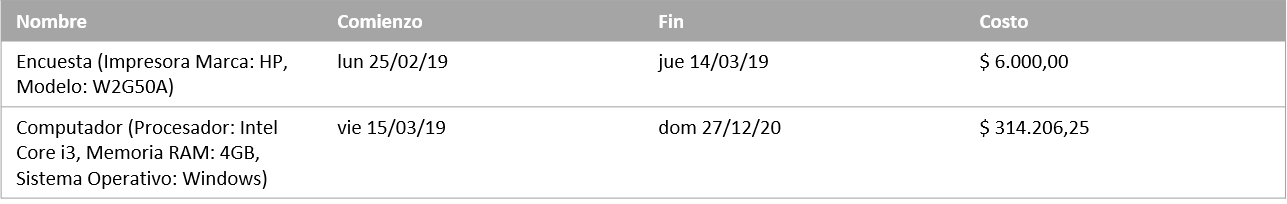 Nombre Comienzo Fin Costo
Encuesta (Impresora Marca: HP, lun 25/02/19 jue 14/03/19 $ 6.000,00
Modelo: W2G50A)
Computador (Procesador: Intel vie 15/03/19 dom 27/12/20 $ 314.206,25
Core i3, Memoria RAM: 4GB,
Sistema Operativo: Windows)